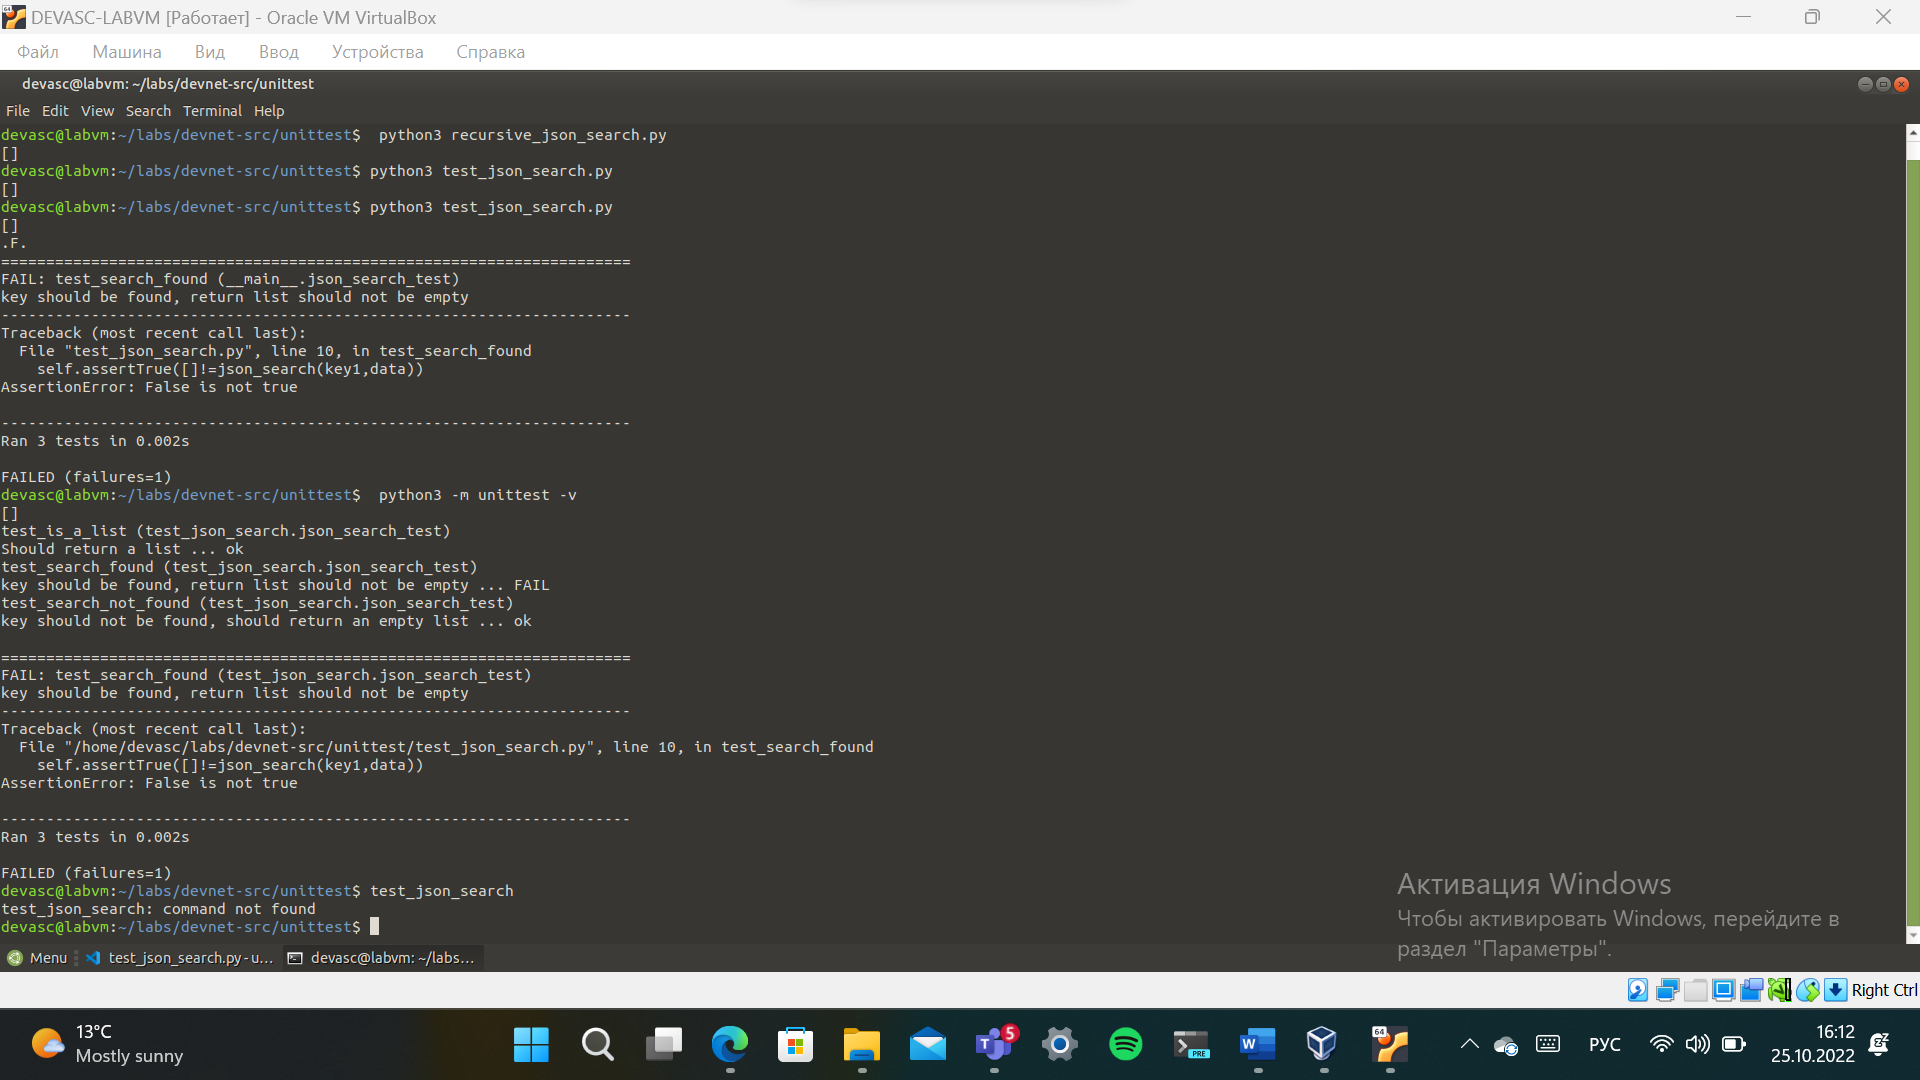 DEVASC-LABVM [Работает] - Oracle VM VirtualBox
Файл Машина Вид Ввод Устройства Справка
devasc@labvm: ~/labs/devnet-src/unittest
File Edit View Search Terminal Help
devasc@labvm:~/labs/devnet-src/unittest$  python3 recursive_json_search.py
[]
devasc@labvm:~/labs/devnet-src/unittest$ python3 test_json_search.py
[]
devasc@labvm:~/labs/devnet-src/unittest$ python3 test_json_search.py
[]
.F.
======================================================================
FAIL: test_search_found (__main__.json_search_test)
key should be found, return list should not be empty
----------------------------------------------------------------------
Traceback (most recent call last):
  File "test_json_search.py", line 10, in test_search_found
    self.assertTrue([]!=json_search(key1,data))
AssertionError: False is not true
----------------------------------------------------------------------
Ran 3 tests in 0.002s
FAILED (failures=1)
devasc@labvm:~/labs/devnet-src/unittest$  python3 -m unittest -v
[]
test_is_a_list (test_json_search.json_search_test)
Should return a list ... ok
test_search_found (test_json_search.json_search_test)
key should be found, return list should not be empty ... FAIL
test_search_not_found (test_json_search.json_search_test)
key should not be found, should return an empty list ... ok
======================================================================
FAIL: test_search_found (test_json_search.json_search_test)
key should be found, return list should not be empty
----------------------------------------------------------------------
Traceback (most recent call last):
  File "/home/devasc/labs/devnet-src/unittest/test_json_search.py", line 10, in test_search_found
    self.assertTrue([]!=json_search(key1,data))
AssertionError: False is not true
----------------------------------------------------------------------
Ran 3 tests in 0.002s
FAILED (failures=1)
devasc@labvm:~/labs/devnet-src/unittest$ test_json_search
test_json_search: command not found
devasc@labvm:~/labs/devnet-src/unittest$
Активация Windows
Чтобы активировать Windows, перейдите в
раздел "Параметры".
Menu test_json_search.py - u... devasc@labvm: ~/labs...
Right Ctrl
13°C
Mostly sunny
5
PRE
64
РУС
16:12
25.10.2022